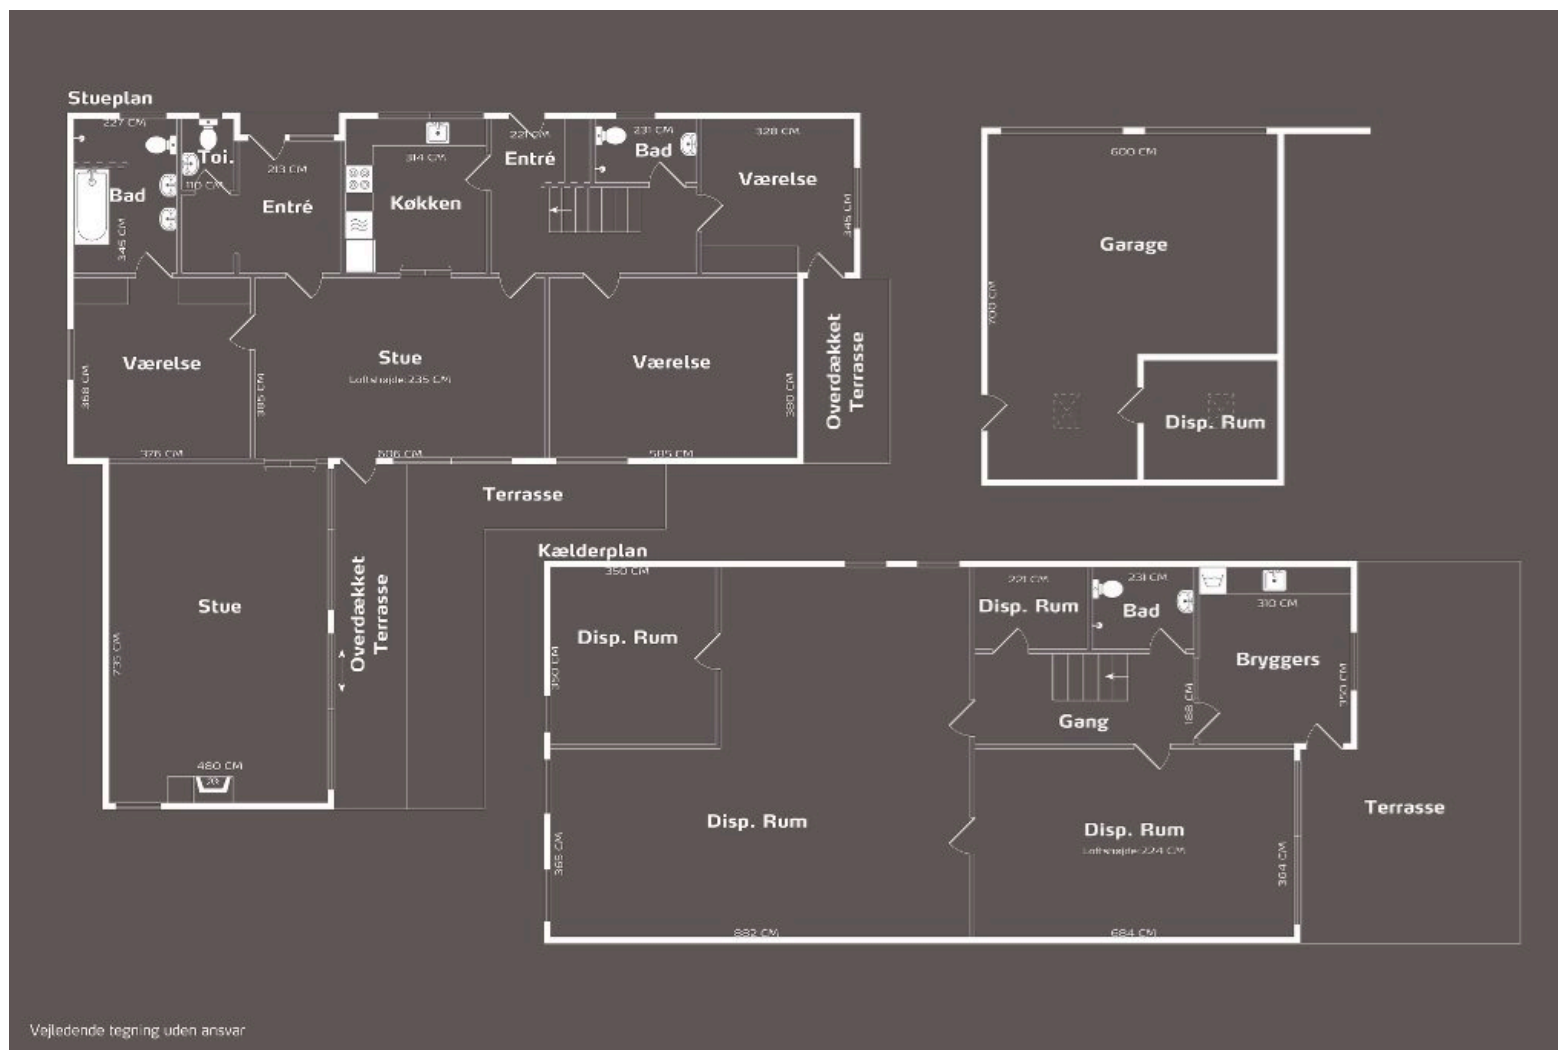 Stueplan
227 CM
Toi.
110 CM
Bad
345 CM
213 CM
Entré
314 CM
Køkken
221 CM
Entré
231 CM
Bad
328 CM
Værelse
345 CM
Værelse
368 CM
376 CM
Stue
Loftshøjde: 235 CM
385 CM
606 CM
Værelse
380 CM
505 CM
Overdækket
Terrasse
Terrasse
Overdækket
Terrasse
Stue
735 CM
480 CM
600 CM
Garage
700 CM
Disp. Rum
Kælderplan
350 CM
Disp. Rum
350 CM
221 CM
Disp. Rum
231 CM
Bad
310 CM
Bryggers
350 CM
188 CM
Gang
Disp. Rum
365 CM
882 CM
Disp. Rum
Loftshøjde: 224 CM
364 CM
684 CM
Terrasse
Vejledende tegning uden ansvar